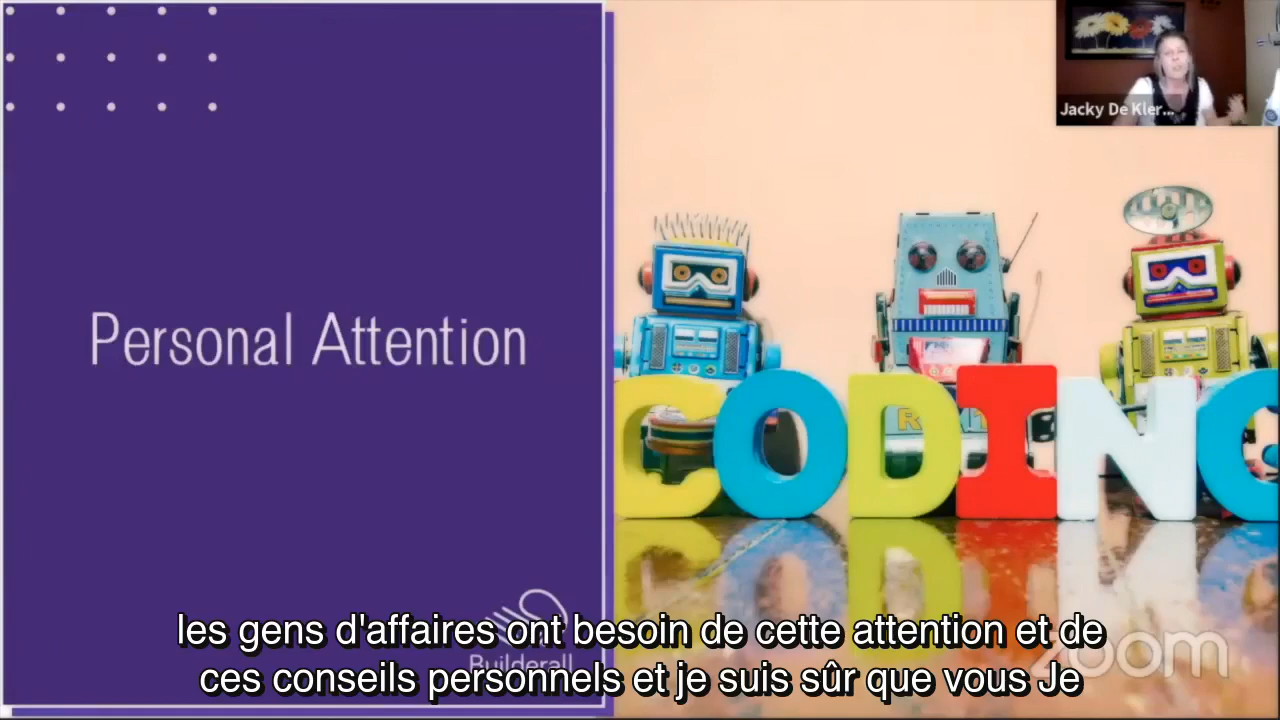 Jacky De Kler...
Personal Attention
CODING
Builderall
zoom
les gens d'affaires ont besoin de cette attention et de
ces conseils personnels et je suis sûr que vous Je